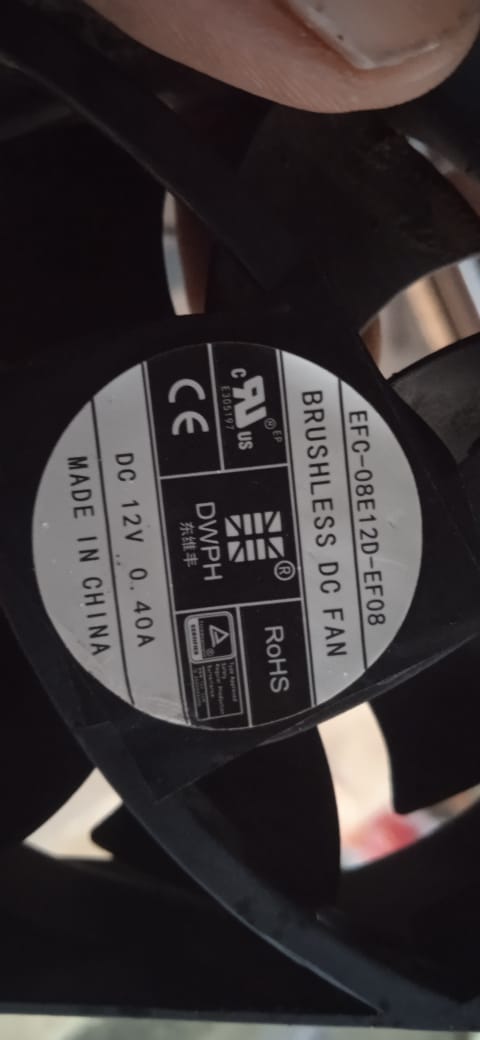 EFC-08E12D-EF08
BRUSHLESS DC FAN
c RU US
® EP
E305197
®
RoHS
CE
DWPH
东维丰
DC 12V 0.40A
MADE IN CHINA